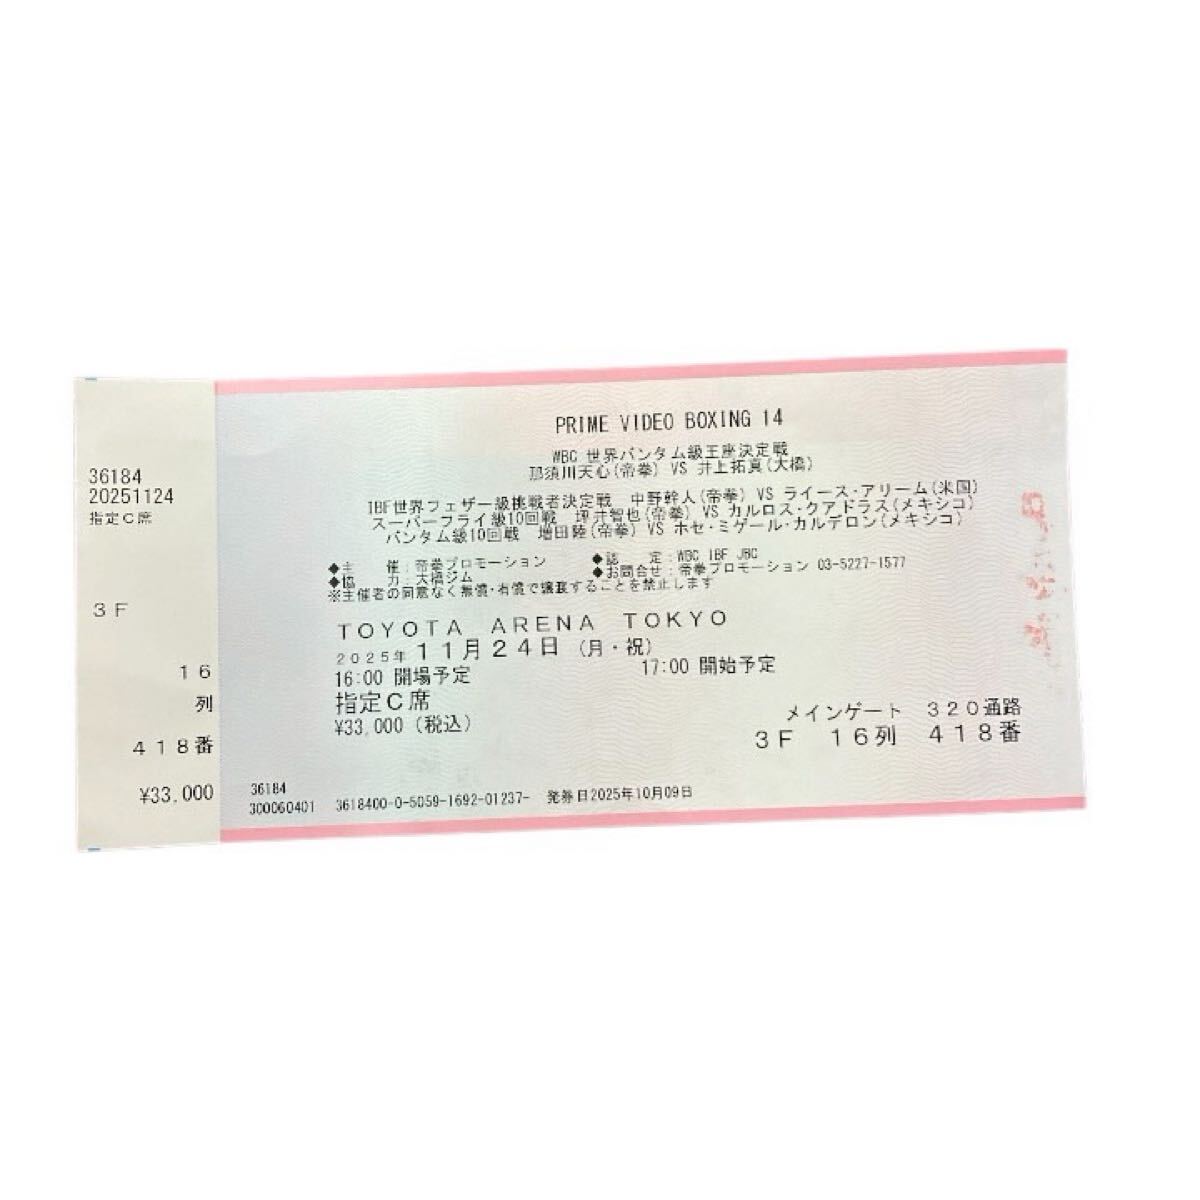 36184
20251124
指定C席
3F
16
列
418番
¥33,000
PRIME VIDEO BOXING 14
WBC 世界バンタム級王座決定戦
那須川天心(帝拳) VS 井上拓真(大橋)
IBF世界フェザー級挑戦者決定戦 中野幹人(帝拳) VS ライース・アリーム(米国)
スーパーフライ級10回戦 坪井智也(帝拳) VS カルロス・クアドラス(メキシコ)
バンタム級10回戦 増田陸(帝拳) VS ホセ・ミゲール・カルデロン(メキシコ)
◆主 催:帝拳プロモーション ◆認 定:WBC IBF JBC
◆協 力:大橋ジム ◆お問合せ:帝拳プロモーション 03-5227-1577
※主催者の同意なく無償・有償で譲渡することを禁止します
TOYOTA ARENA TOKYO
2025年 11月24日 (月・祝)
16:00 開場予定 17:00 開始予定
指定C席
¥33,000 (税込)
メインゲート 320通路
3F 16列 418番
36184
300060401 3618400-0-5059-1692-01237- 発券日2025年10月09日